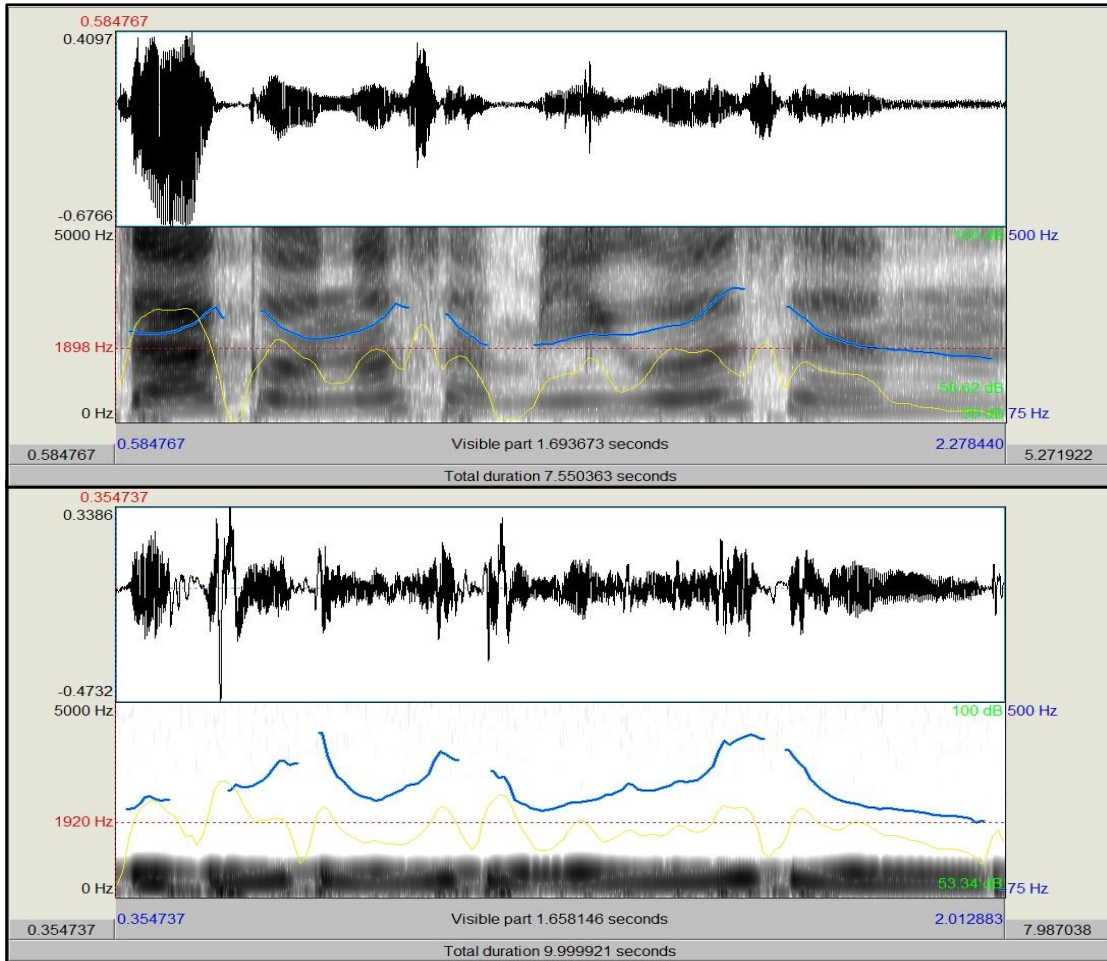 0.584767
0.4097
-0.6766
5000 Hz
100 dB 500 Hz
1898 Hz
58.62 dB
0 Hz
50 dB 75 Hz
0.584767 Visible part 1.693673 seconds 2.278440
0.584767 5.271922
Total duration 7.550363 seconds
0.354737
0.3386
-0.4732
5000 Hz
100 dB 500 Hz
1920 Hz
0 Hz
53.34 dB
75 Hz
0.354737 Visible part 1.658146 seconds 2.012883
0.354737 7.987038
Total duration 9.999921 seconds